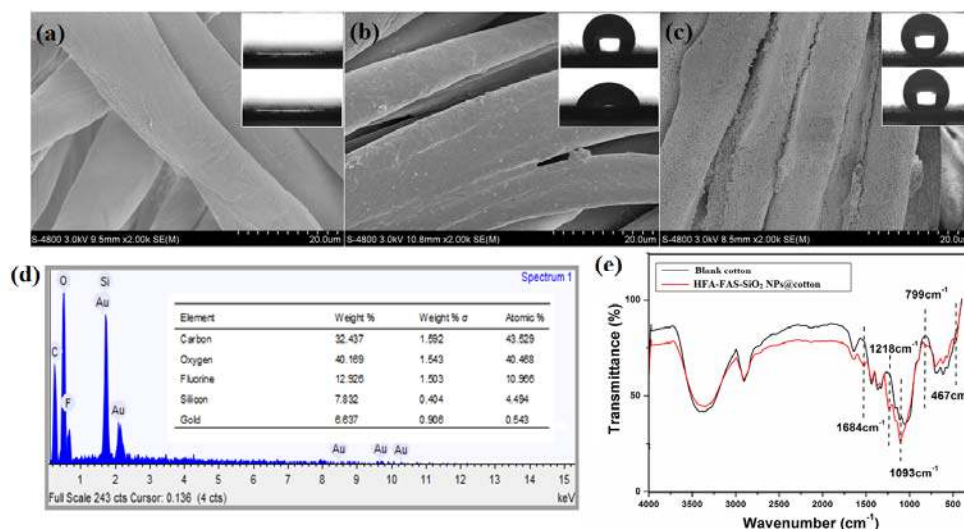 (a)
(b)
(c)
S-4800 3.0kV 9.5mm x2.00k SE(M)
20.0um
S-4800 3.0kV 10.8mm x2.00k SE(M)
20.0um
S-4800 3.0kV 8.5mm x2.00k SE(M)
20.0um
(d)
Spectrum 1
O
Si
Au
C
F
Au
Au
Au
Au
Element Weight % Weight % σ Atomic %
Carbon 32.437 1.592 43.529
Oxygen 40.169 1.543 40.468
Fluorine 12.926 1.503 10.966
Silicon 7.832 0.404 4.494
Gold 6.637 0.906 0.543
1 2 3 4 5 6 7 8 9 10 11 12 13 14 15
Full Scale 243 cts Cursor: 0.136 (4 cts)
keV
(e)
Blank cotton
HFA-FAS-SiO₂ NPs@cotton
799cm⁻¹
1218cm⁻¹
467cm
1684cm⁻¹
1093cm⁻¹
100
50
0
Transmittance (%)
4000 3500 3000 2500 2000 1500 1000 500
Wavenumber (cm⁻¹)